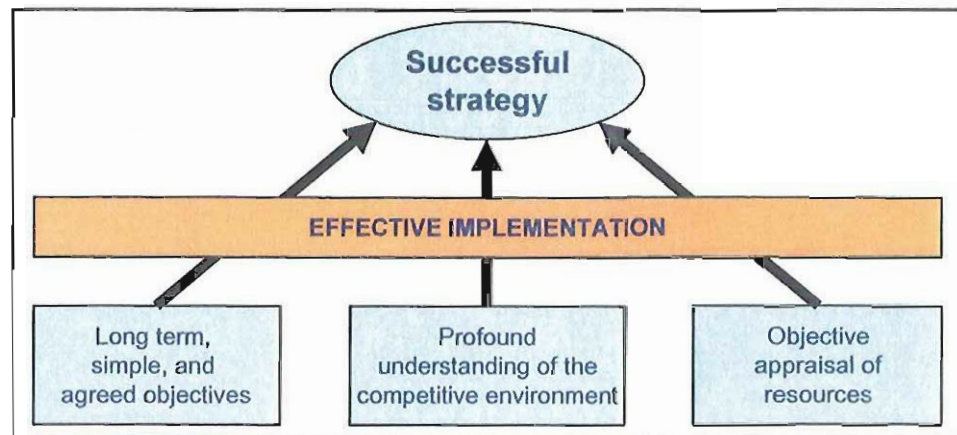 Successful
strategy
EFFECTIVE IMPLEMENTATION
Long term,
simple, and
agreed objectives
Profound
understanding of the
competitive environment
Objective
appraisal of
resources